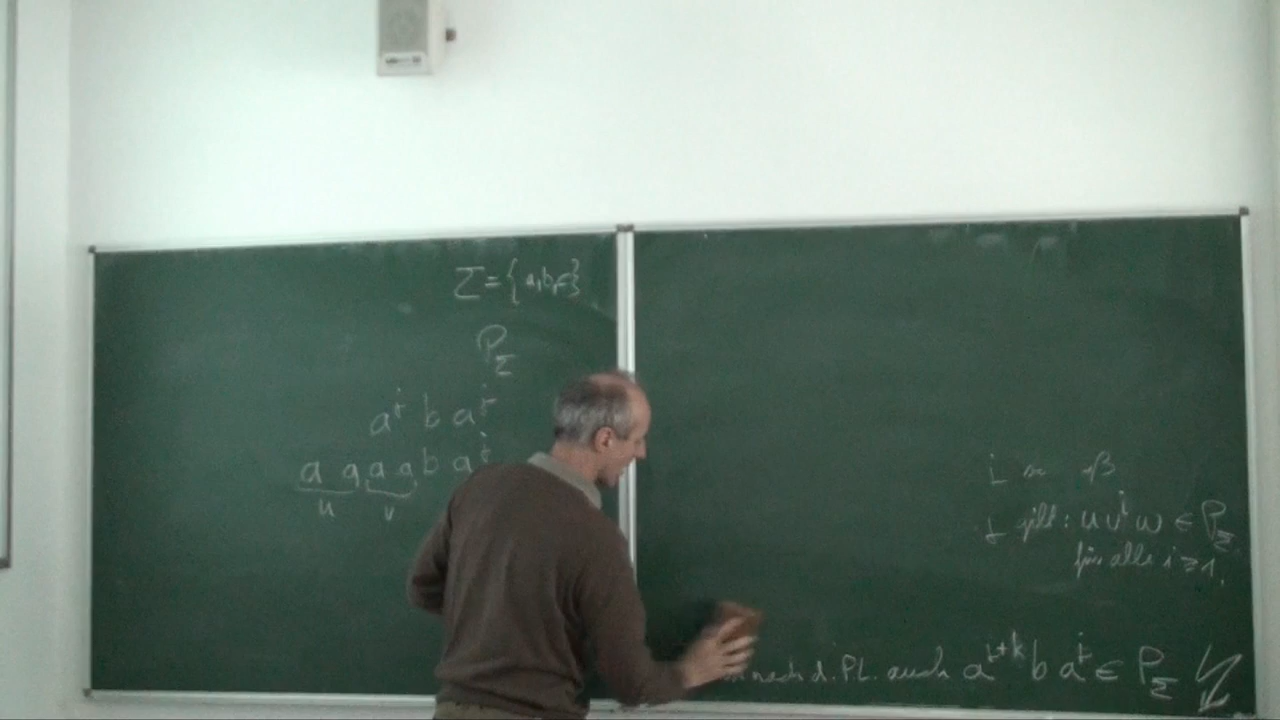 Σ = {a,b,c}
P_Σ
a^t b a^t
a a a a b a^t
u v
gilt: u v^i w ∈ P_Σ
für alle i ≥ 1,
nach d. PL. auch a^{t+k} b a^t ∈ P_Σ